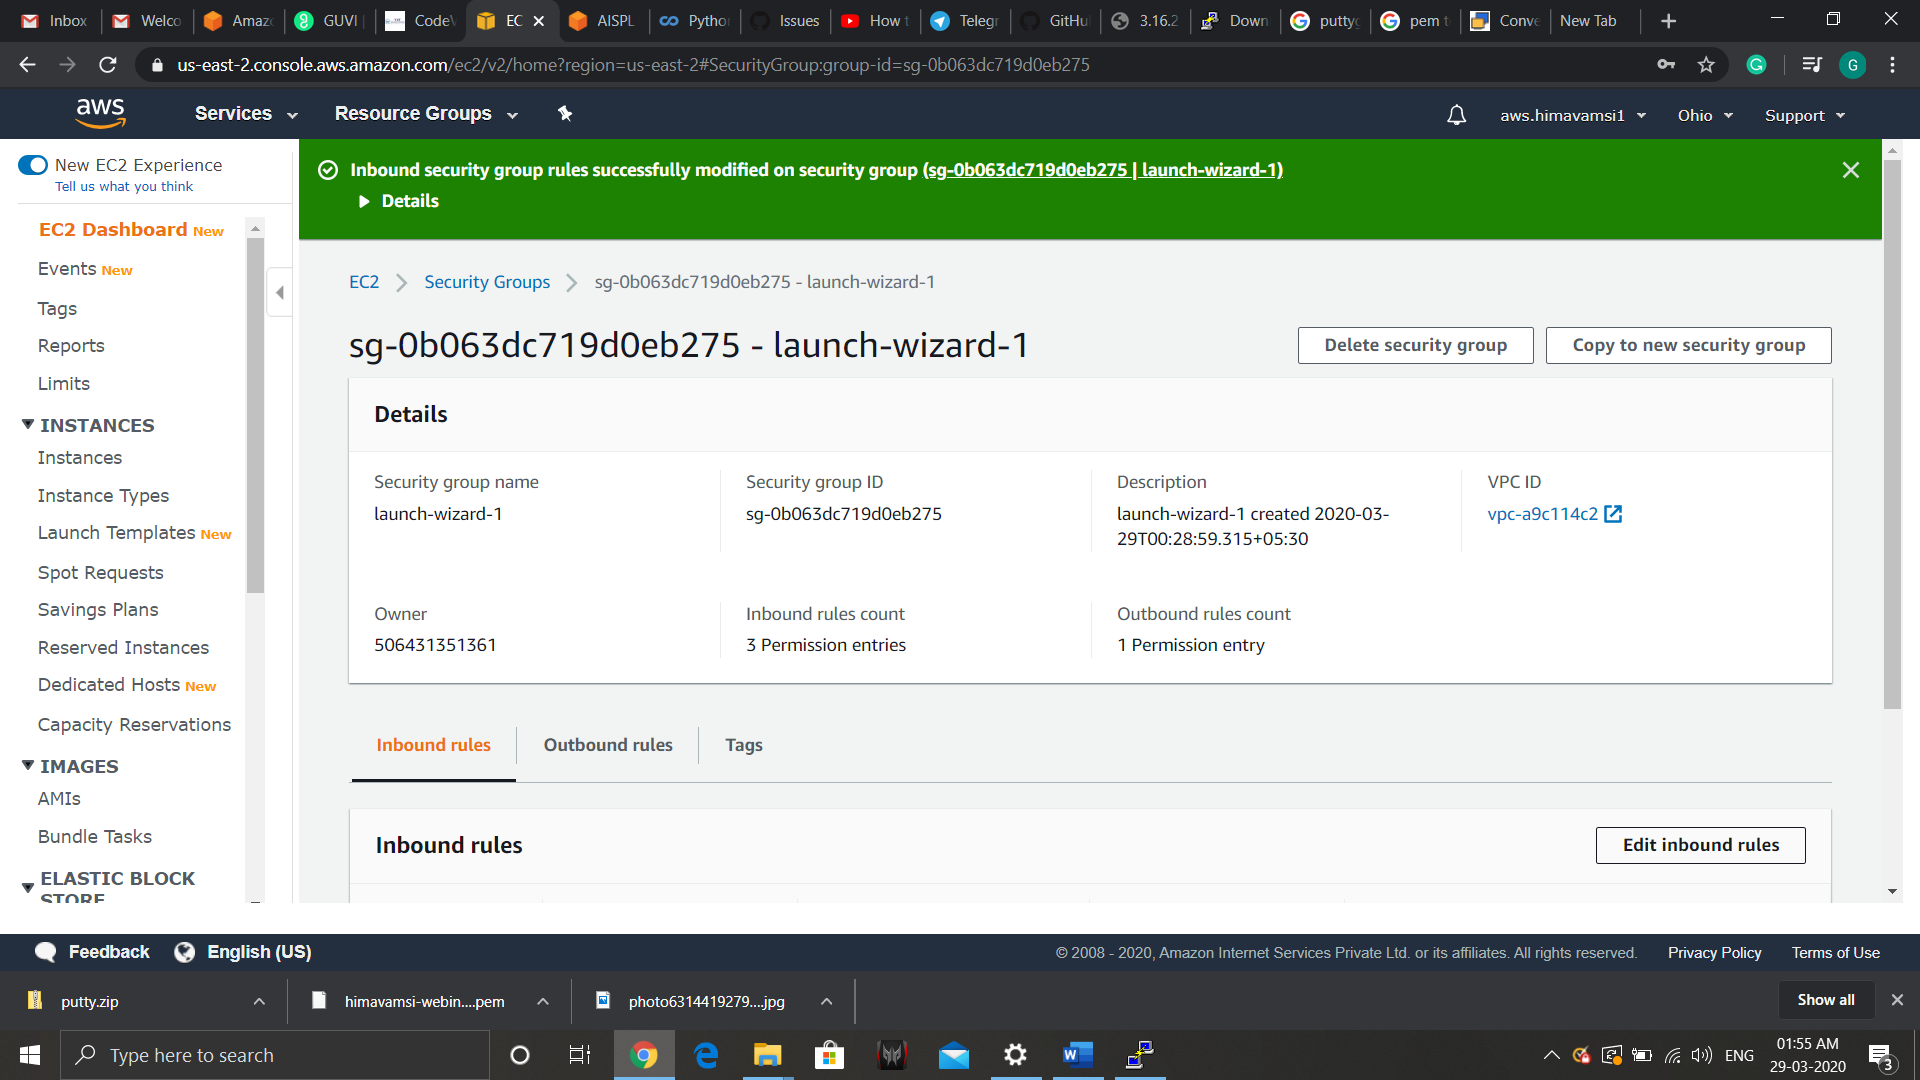 Inbox
Welco
Amaz
GUVI
CodeV
EC
AISPL
Pytho
Issues
How t
Telegr
GitHu
3.16.2
Down
putty
pem t
Conve
New Tab
us-east-2.console.aws.amazon.com/ec2/v2/home?region=us-east-2#SecurityGroup:group-id=sg-0b063dc719d0eb275
G
aws
Services
Resource Groups
aws.himavamsi1
Ohio
Support
New EC2 Experience
Tell us what you think
EC2 Dashboard New
Events New
Tags
Reports
Limits
INSTANCES
Instances
Instance Types
Launch Templates New
Spot Requests
Savings Plans
Reserved Instances
Dedicated Hosts New
Capacity Reservations
IMAGES
AMIs
Bundle Tasks
ELASTIC BLOCK
STORE
Inbound security group rules successfully modified on security group (sg-0b063dc719d0eb275 | launch-wizard-1)
Details
EC2
Security Groups
sg-0b063dc719d0eb275 - launch-wizard-1
sg-0b063dc719d0eb275 - launch-wizard-1
Delete security group
Copy to new security group
Details
Security group name
launch-wizard-1
Security group ID
sg-0b063dc719d0eb275
Description
launch-wizard-1 created 2020-03-
29T00:28:59.315+05:30
VPC ID
vpc-a9c114c2
Owner
506431351361
Inbound rules count
3 Permission entries
Outbound rules count
1 Permission entry
Inbound rules
Outbound rules
Tags
Inbound rules
Edit inbound rules
Feedback
English (US)
© 2008 - 2020, Amazon Internet Services Private Ltd. or its affiliates. All rights reserved.
Privacy Policy
Terms of Use
putty.zip
himavamsi-webin....pem
photo6314419279....jpg
Show all
Type here to search
ENG
01:55 AM
29-03-2020
3